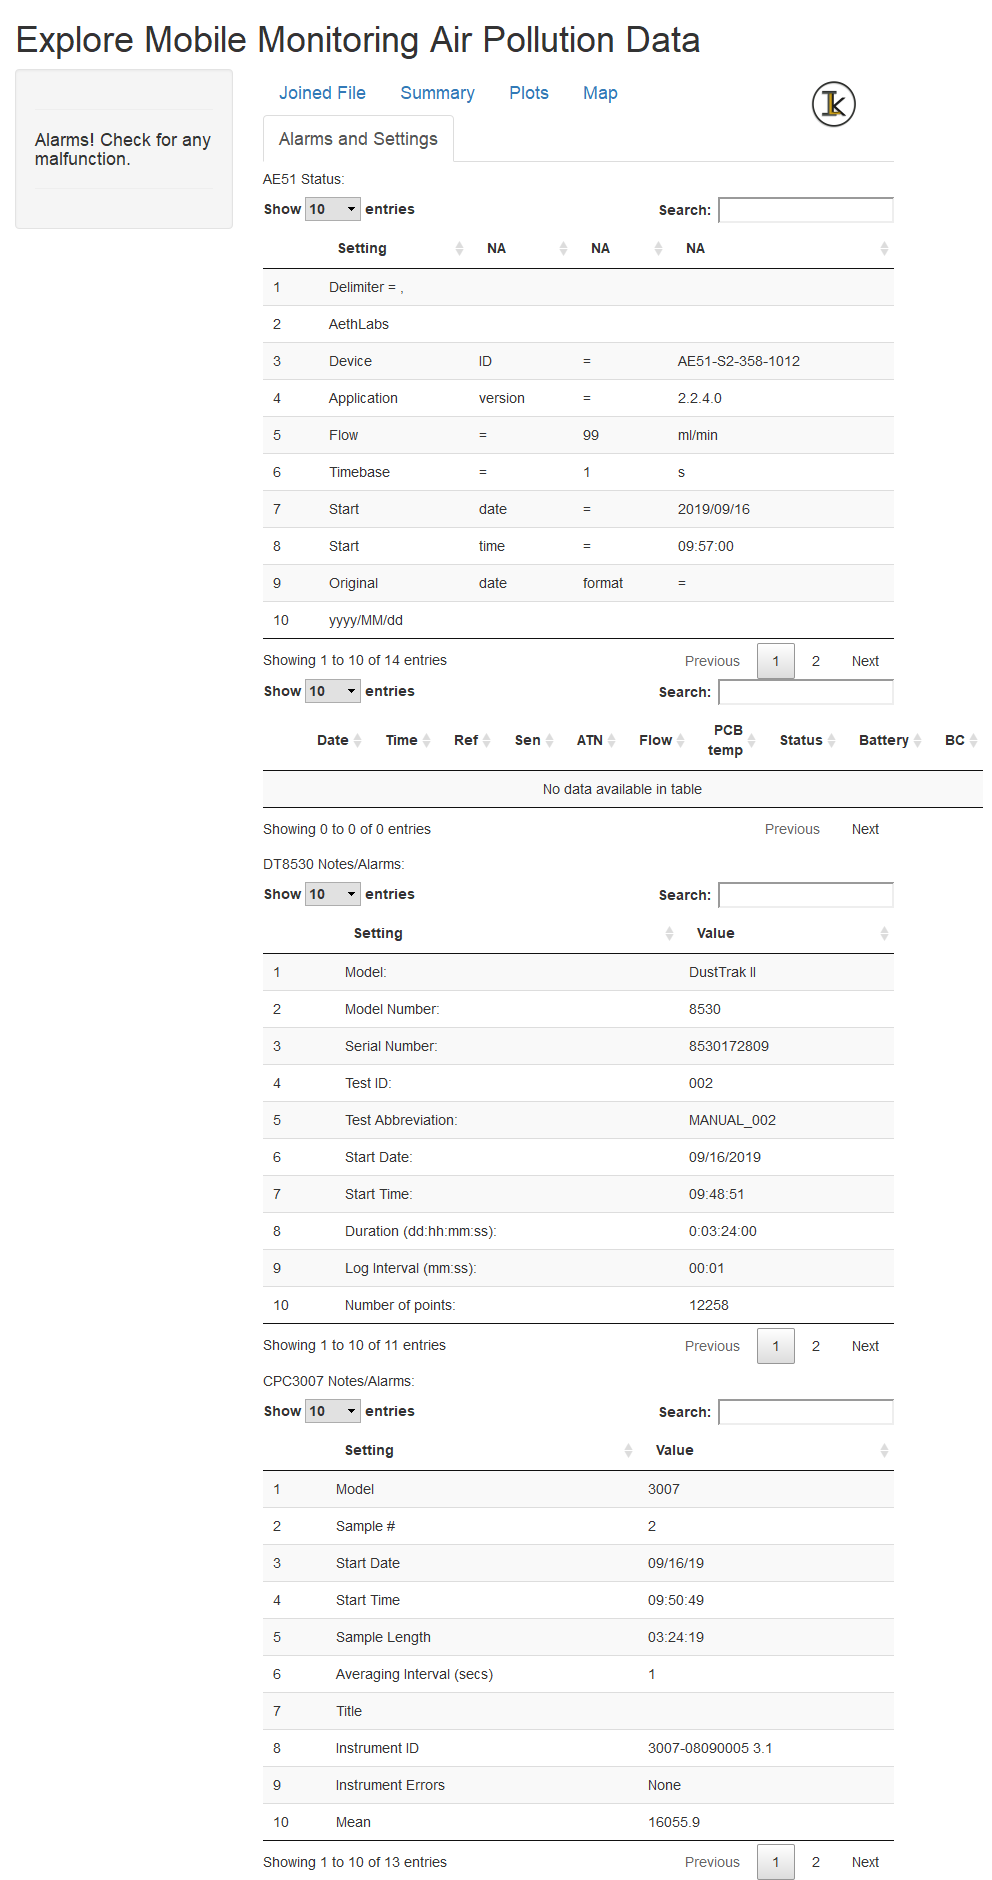 Explore Mobile Monitoring Air Pollution Data
Alarms! Check for any
malfunction.
Joined File Summary Plots Map
Alarms and Settings
AE51 Status:
Show 10 entries Search:
Setting NA NA NA
1 Delimiter = ,
2 AethLabs
3 Device ID = AE51-S2-358-1012
4 Application version = 2.2.4.0
5 Flow = 99 ml/min
6 Timebase = 1 s
7 Start date = 2019/09/16
8 Start time = 09:57:00
9 Original date format =
10 yyyy/MM/dd
Showing 1 to 10 of 14 entries Previous 1 2 Next
Show 10 entries Search:
Date Time Ref Sen ATN Flow PCB temp Status Battery BC
No data available in table
Showing 0 to 0 of 0 entries Previous Next
DT8530 Notes/Alarms:
Show 10 entries Search:
Setting Value
1 Model: DustTrak II
2 Model Number: 8530
3 Serial Number: 8530172809
4 Test ID: 002
5 Test Abbreviation: MANUAL_002
6 Start Date: 09/16/2019
7 Start Time: 09:48:51
8 Duration (dd:hh:mm:ss): 0:03:24:00
9 Log Interval (mm:ss): 00:01
10 Number of points: 12258
Showing 1 to 10 of 11 entries Previous 1 2 Next
CPC3007 Notes/Alarms:
Show 10 entries Search:
Setting Value
1 Model 3007
2 Sample # 2
3 Start Date 09/16/19
4 Start Time 09:50:49
5 Sample Length 03:24:19
6 Averaging Interval (secs) 1
7 Title
8 Instrument ID 3007-08090005 3.1
9 Instrument Errors None
10 Mean 16055.9
Showing 1 to 10 of 13 entries Previous 1 2 Next